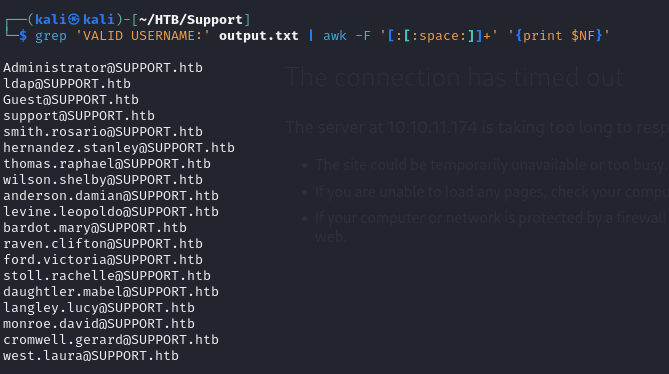 ┌──(kali㉿kali)-[~/HTB/Support]
└─$ grep 'VALID USERNAME:' output.txt | awk -F '[:[:space:]]+' '{print $NF}'
Administrator@SUPPORT.htb
The connection has timed out
ldap@SUPPORT.htb
Guest@SUPPORT.htb
support@SUPPORT.htb
The server at 10.10.11.174 is taking too long to resp
smith.rosario@SUPPORT.htb
hernandez.stanley@SUPPORT.htb
thomas.raphael@SUPPORT.htb
• The site could be temporarily unavailable or too busy.
wilson.shelby@SUPPORT.htb
anderson.damian@SUPPORT.htb
• If you are unable to load any pages, check your compu
levine.leopoldo@SUPPORT.htb
• If your computer or network is protected by a firewall
bardot.mary@SUPPORT.htb
web.
raven.clifton@SUPPORT.htb
ford.victoria@SUPPORT.htb
stoll.rachelle@SUPPORT.htb
daughtler.mabel@SUPPORT.htb
langley.lucy@SUPPORT.htb
monroe.david@SUPPORT.htb
cromwell.gerard@SUPPORT.htb
west.laura@SUPPORT.htb